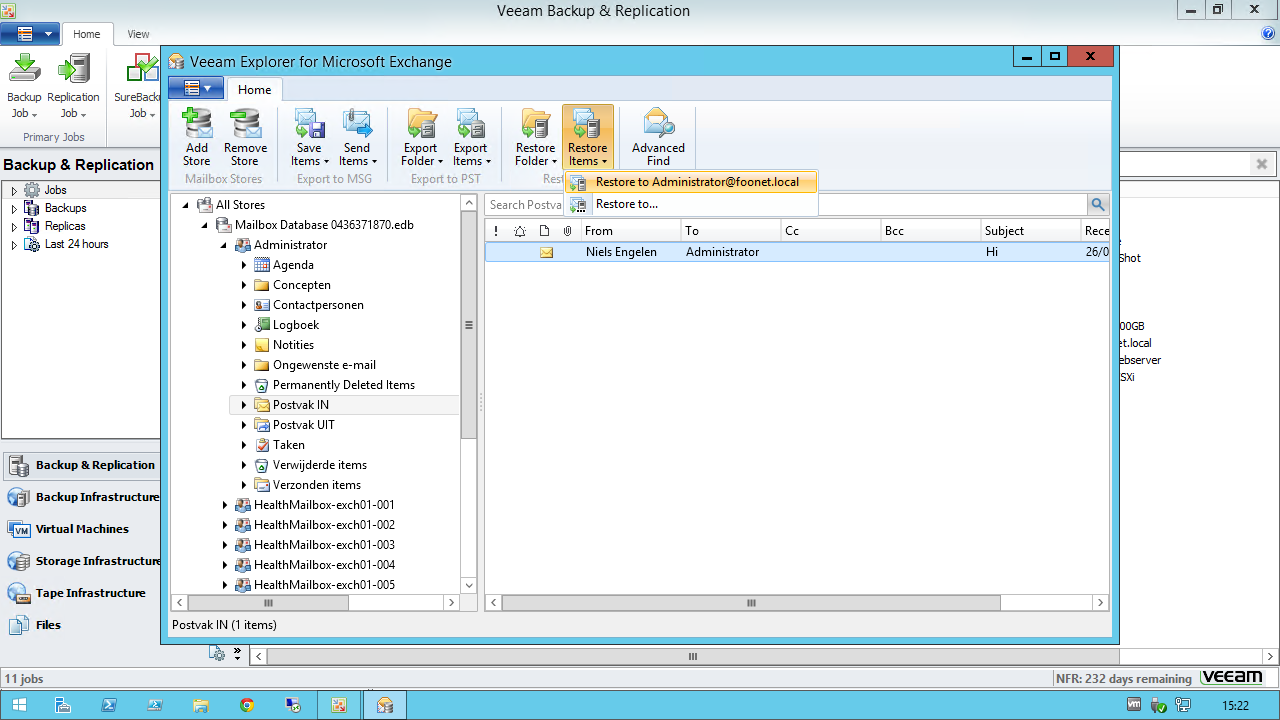 Veeam Backup & Replication
Home View
Backup Job
Replication Job
SureBackup Job
Primary Jobs
Veeam Explorer for Microsoft Exchange
Home
Add Store
Remove Store
Save Items
Send Items
Export Folder
Export Items
Restore Folder
Restore Items
Advanced Find
Mailbox Stores
Export to MSG
Export to PST
Restore to Administrator@foonet.local
Restore to...
Backup & Replication
Jobs
Backups
Replicas
Last 24 hours
Backup & Replication
Backup Infrastructure
Virtual Machines
Storage Infrastructure
Tape Infrastructure
Files
All Stores
Mailbox Database 0436371870.edb
Administrator
Agenda
Concepten
Contactpersonen
Logboek
Notities
Ongewenste e-mail
Permanently Deleted Items
Postvak IN
Postvak UIT
Taken
Verwijderde items
Verzonden items
HealthMailbox-exch01-001
HealthMailbox-exch01-002
HealthMailbox-exch01-003
HealthMailbox-exch01-004
HealthMailbox-exch01-005
Search Postva
! From To Cc Bcc Subject Rece
Niels Engelen Administrator Hi 26/0
Shot
00GB
et.local
ebserver
SXi
Postvak IN (1 items)
11 jobs
NFR: 232 days remaining veeam
VM
VM
15:22